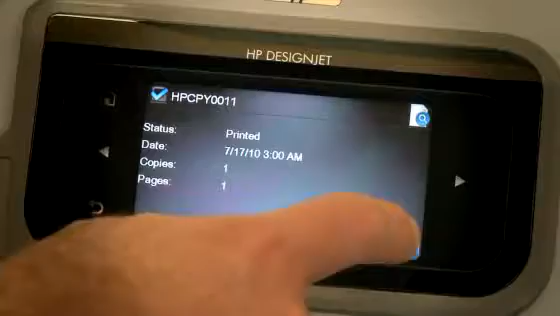 HP DESIGNJET
HPCPY0011
Status: Printed
Date: 7/17/10 3:00 AM
Copies: 1
Pages: 1